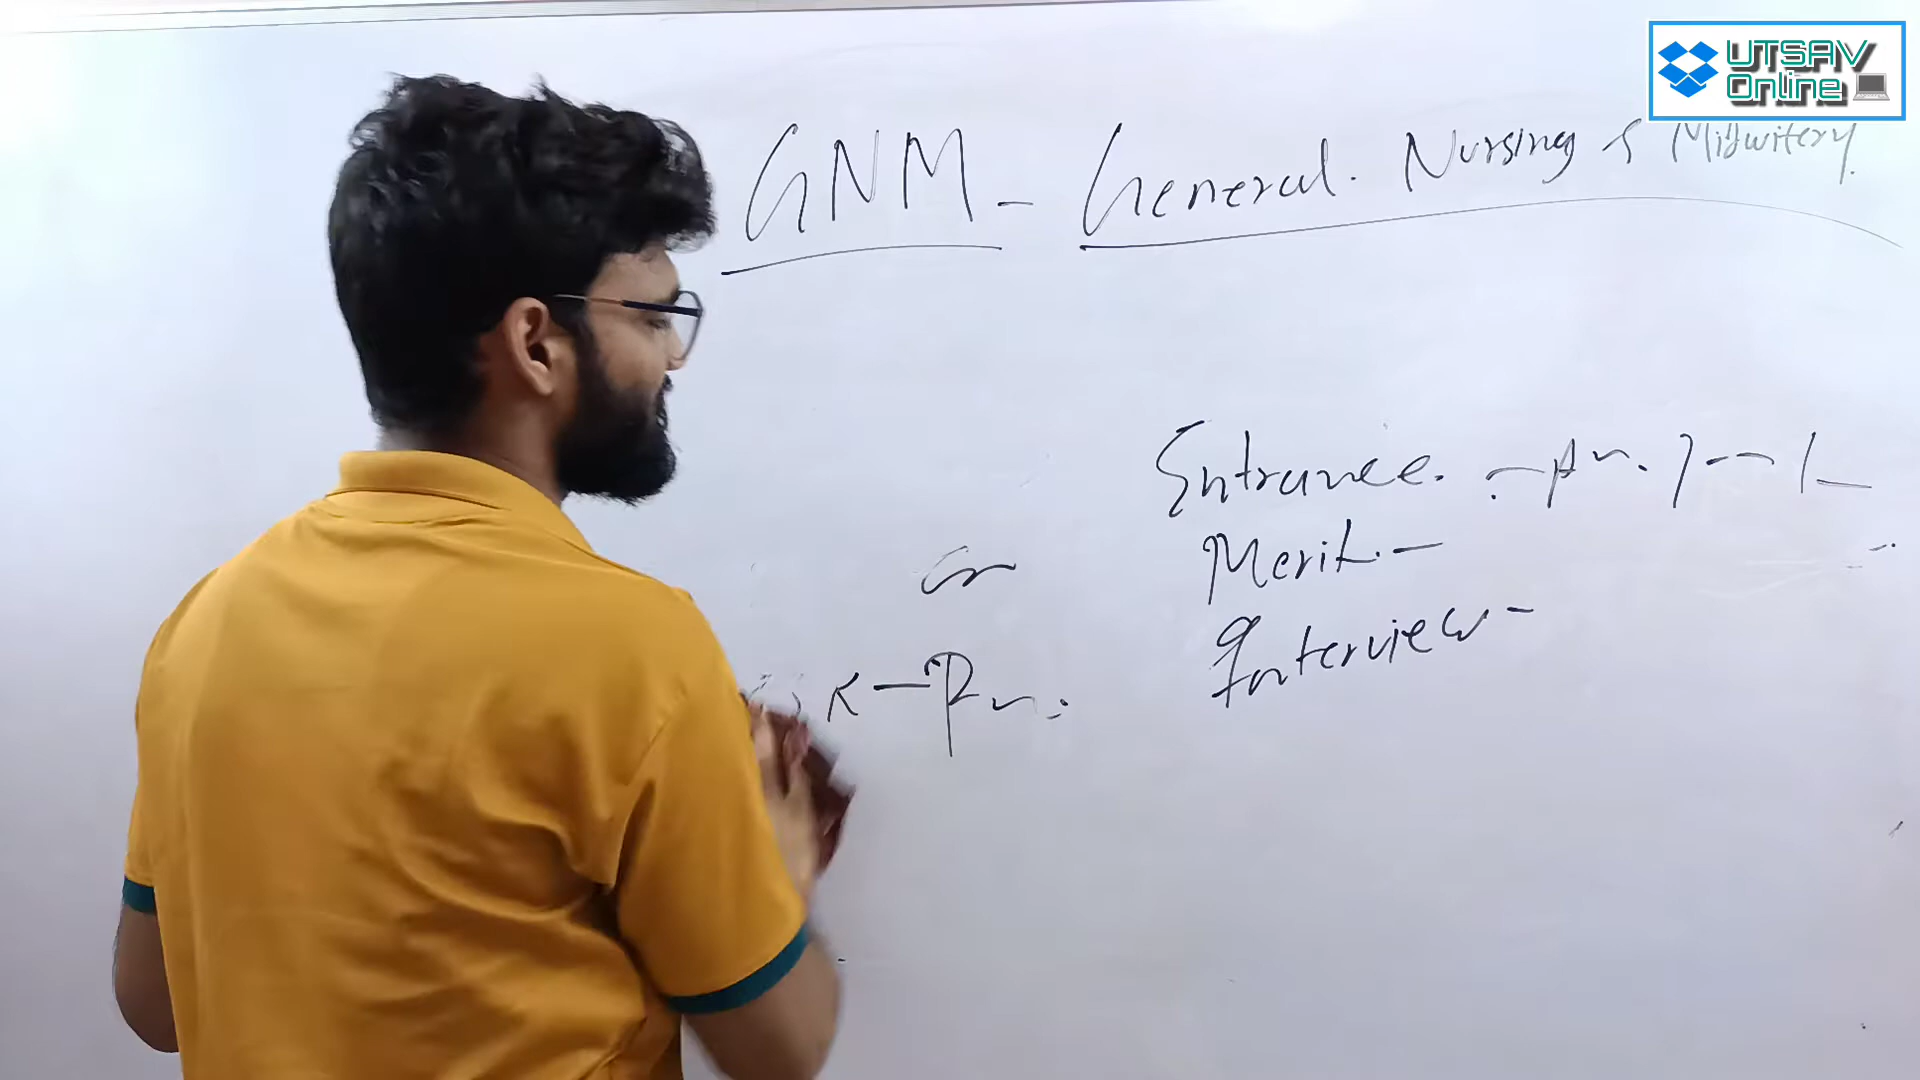 UTSAV
Online
GNM - General. Nursing & Midwifery.
Entrance.
Merit. -
Interview -